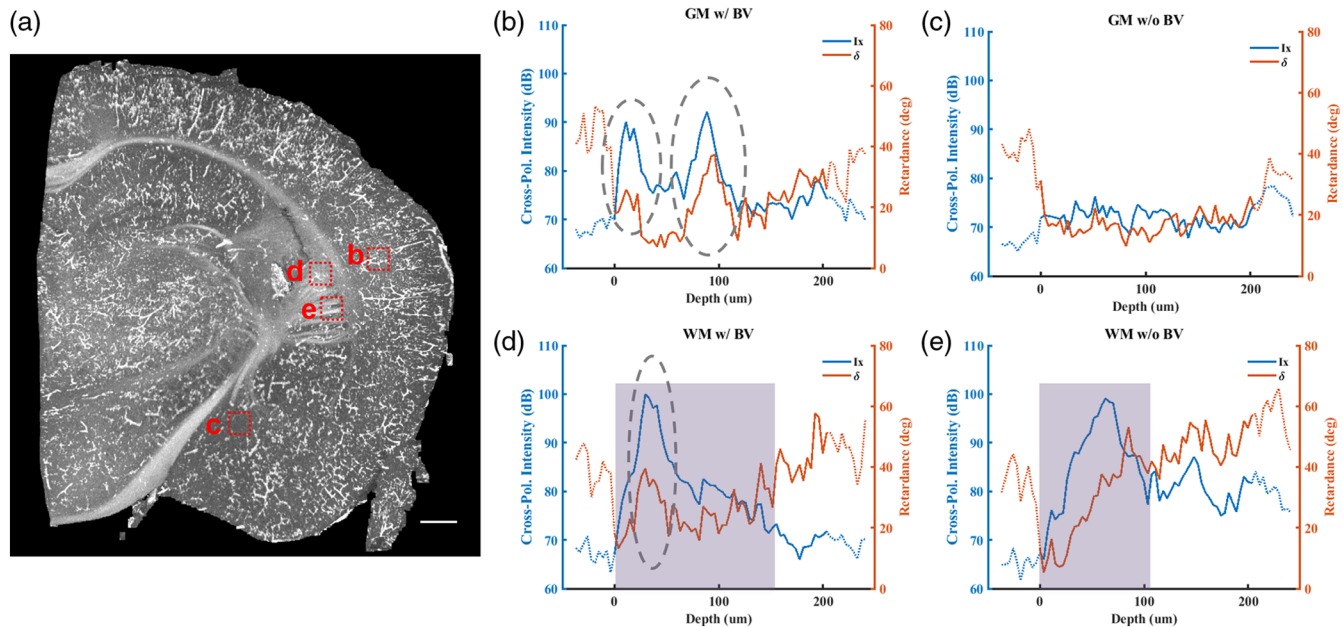 (a)
b
d
e
c
(b)
GM w/ BV
Ix
δ
110
100
90
80
70
60
Cross-Pol. Intensity (dB)
80
60
40
20
0
Retardance (deg)
0
100
200
Depth (um)
(c)
GM w/o BV
Ix
δ
110
100
90
80
70
60
Cross-Pol. Intensity (dB)
80
60
40
20
0
Retardance (deg)
0
100
200
Depth (um)
(d)
WM w/ BV
Ix
δ
110
100
90
80
70
60
Cross-Pol. Intensity (dB)
80
60
40
20
0
Retardance (deg)
0
100
200
Depth (um)
(e)
WM w/o BV
Ix
δ
110
100
90
80
70
60
Cross-Pol. Intensity (dB)
80
60
40
20
0
Retardance (deg)
0
100
200
Depth (um)